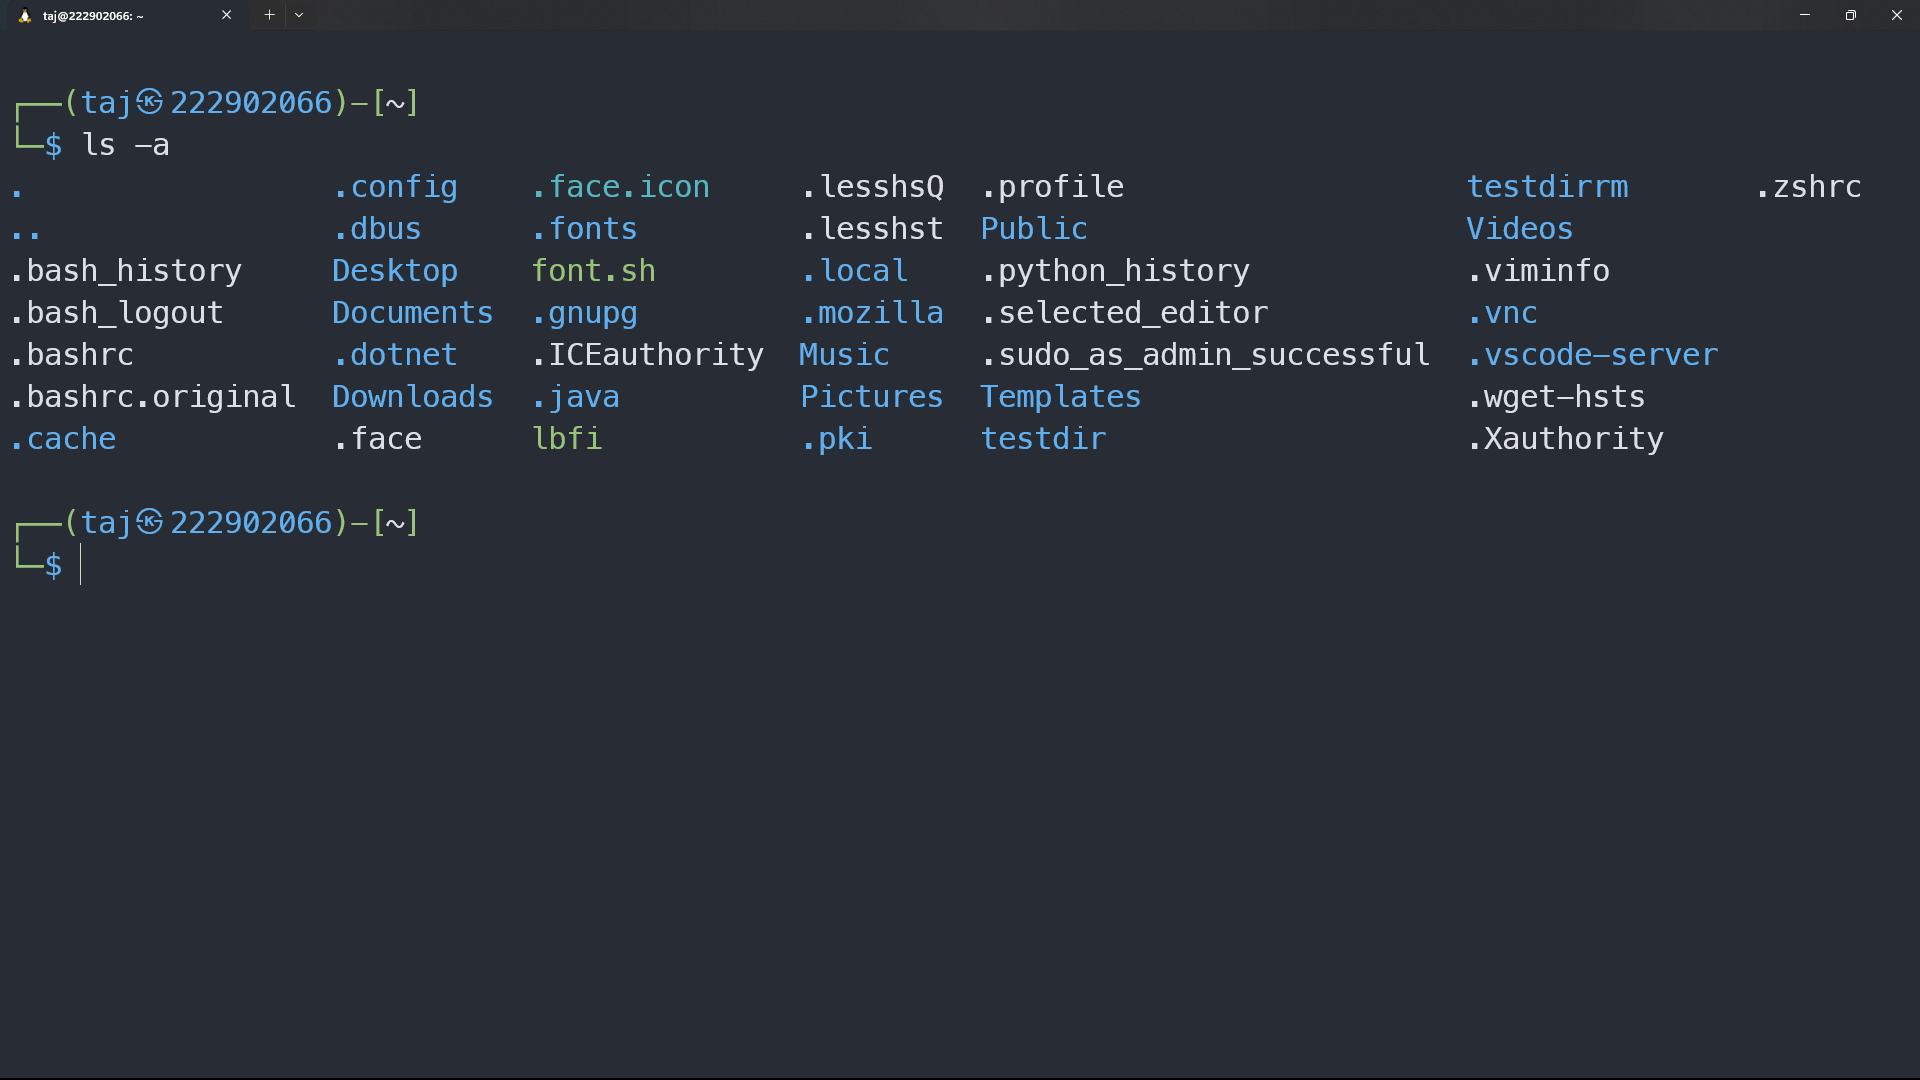 taj@222902066: ~
┌──(taj㉿222902066)-[~]
└─$ ls -a
. .config .face.icon .lesshsQ .profile testdirrm .zshrc
.. .dbus .fonts .lesshst Public Videos
.bash_history Desktop font.sh .local .python_history .viminfo
.bash_logout Documents .gnupg .mozilla .selected_editor .vnc
.bashrc .dotnet .ICEauthority Music .sudo_as_admin_successful .vscode-server
.bashrc.original Downloads .java Pictures Templates .wget-hsts
.cache .face lbfi .pki testdir .Xauthority
┌──(taj㉿222902066)-[~]
└─$